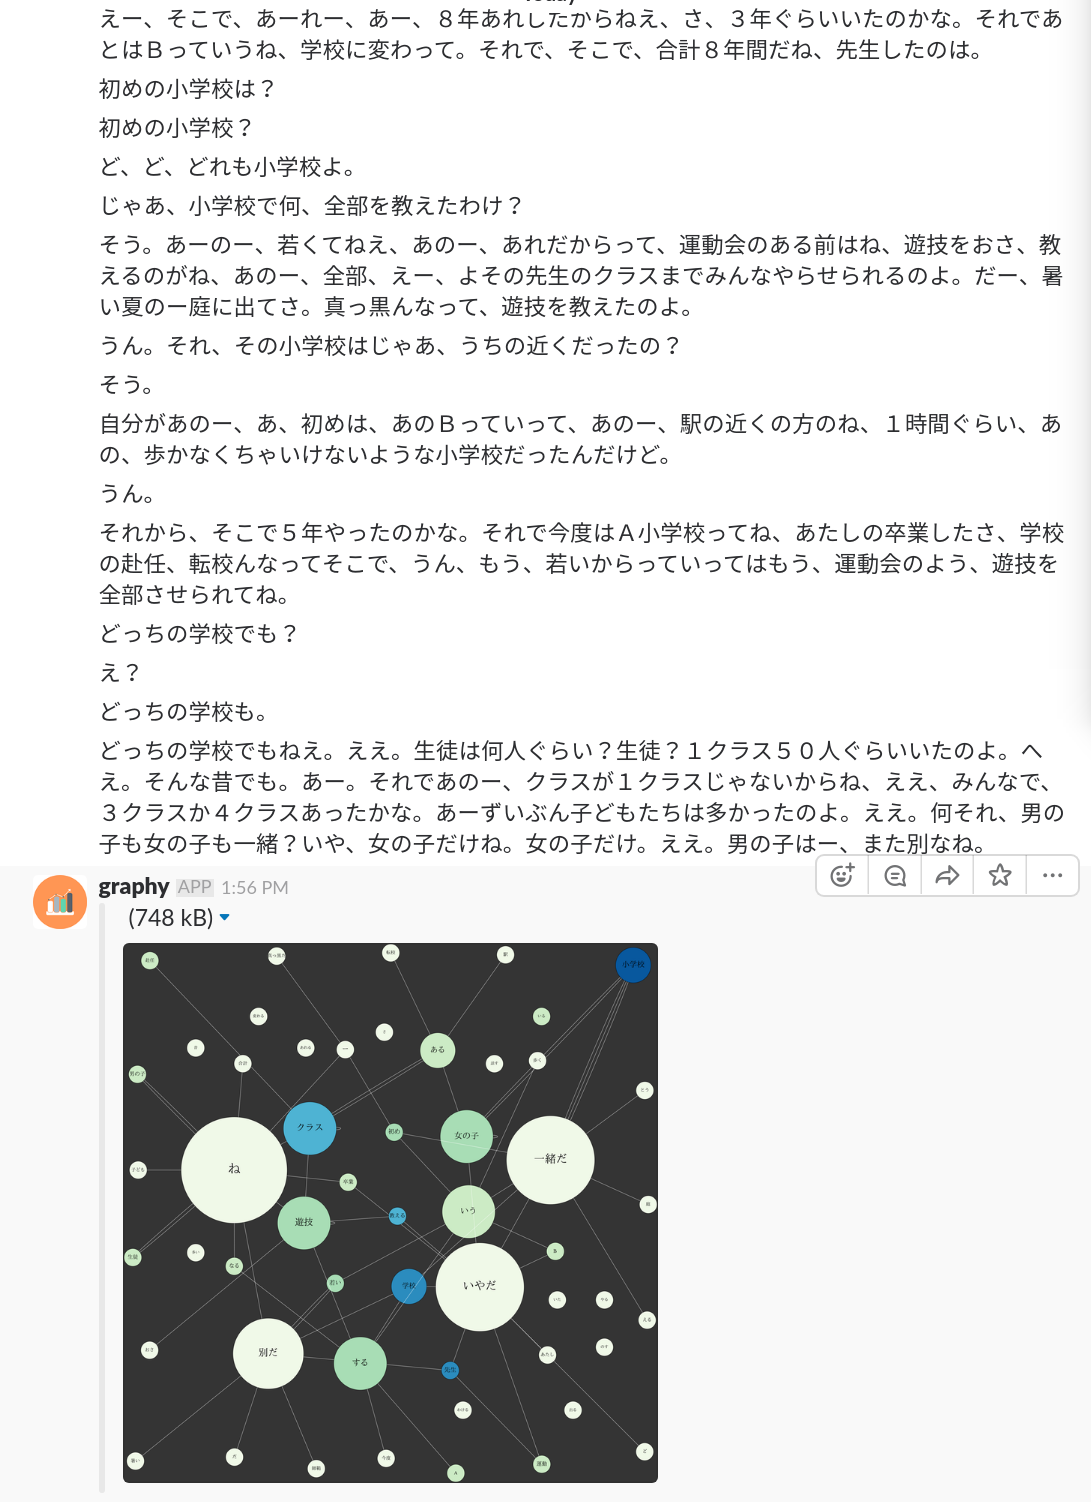 えー、そこで、あーれー、あー、８年あれしたからねえ、さ、３年ぐらいいたのかな。それであ
とはＢっていうね、学校に変わって。それで、そこで、合計８年間だね、先生したのは。
初めの小学校は？
初めの小学校？
ど、ど、どれも小学校よ。
じゃあ、小学校で何、全部を教えたわけ？
そう。あーのー、若くてねえ、あのー、あれだからって、運動会のある前はね、遊技をおさ、教
えるのがね、あのー、全部、えー、よその先生のクラスまでみんなやらせられるのよ。だー、暑
い夏のー庭に出てさ。真っ黒んなって、遊技を教えたのよ。
うん。それ、その小学校はじゃあ、うちの近くだったの？
そう。
自分があのー、あ、初めは、あのＢっていって、あのー、駅の近くの方のね、１時間ぐらい、あ
の、歩かなくちゃいけないような小学校だったんだけど。
うん。
それから、そこで５年やったのかな。それで今度はＡ小学校ってね、あたしの卒業したさ、学校
の赴任、転校んなってそこで、うん、もう、若いからっていってはもう、運動会のよう、遊技を
全部させられてね。
どっちの学校でも？
え？
どっちの学校も。
どっちの学校でもねえ。ええ。生徒は何人ぐらい？生徒？１クラス５０人ぐらいいたのよ。へ
え。そんな昔でも。あー。それであのー、クラスが１クラスじゃないからね、ええ、みんなで、
３クラスか４クラスあったかな。あーずいぶん子どもたちは多かったのよ。ええ。何それ、男の
子も女の子も一緒？いや、女の子だけね。女の子だけ。ええ。男の子はー、また別なね。
graphy APP 1:56 PM
(748 kB)
小学校
ある
男の子
クラス
初め
女の子
一緒だ
ね
子ども
卒業
遊技
教える
いう
生徒
なる
若い
学校
いやだ
える
おさ
別だ
する
先生
あたし
暑い
今度
運動
A
ど